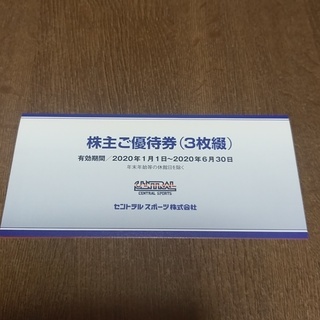 株主ご優待券(3枚綴)
有効期間/2020年1月1日~2020年6月30日
年末年始等の休館日を除く
CENTRAL
CENTRAL SPORTS
セントラルスポーツ株式会社